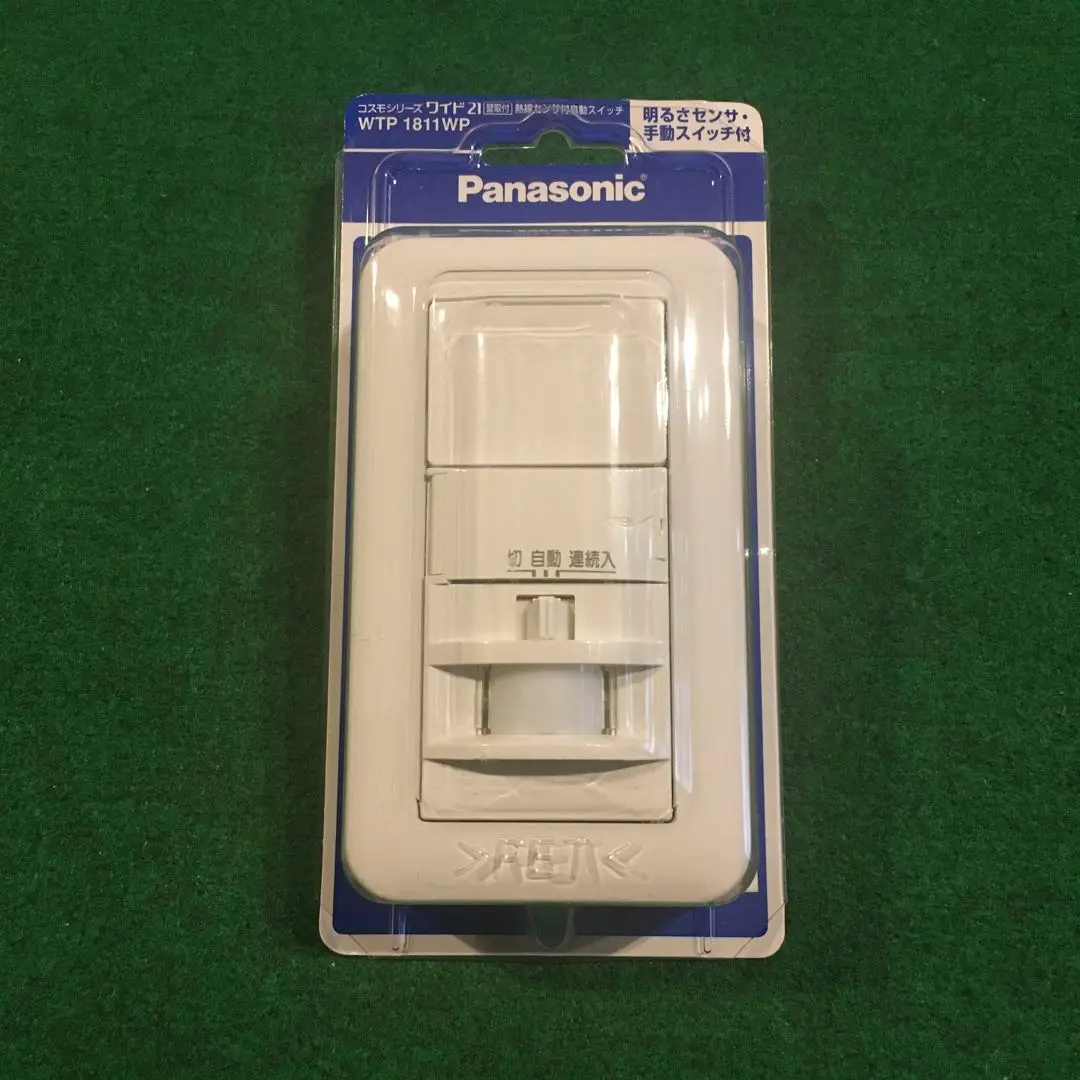 コスモシリーズ ワイド21 壁取付 熱線センサ付自動スイッチ
WTP 1811WP
明るさセンサ・
手動スイッチ付
Panasonic®
切 自動 連続入
>PET<